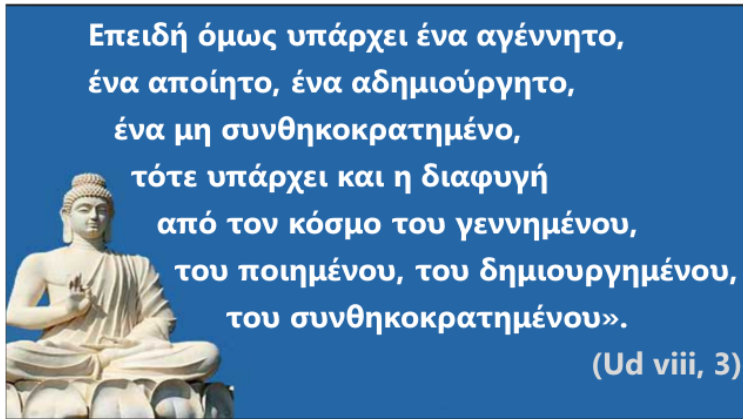 Επειδή όμως υπάρχει ένα αγέννητο,
ένα αποίητο, ένα αδημιούργητο,
ένα μη συνθηκοκρατημένο,
τότε υπάρχει και η διαφυγή
από τον κόσμο του γεννημένου,
του ποιημένου, του δημιουργημένου,
του συνθηκοκρατημένου».
(Ud viii, 3)